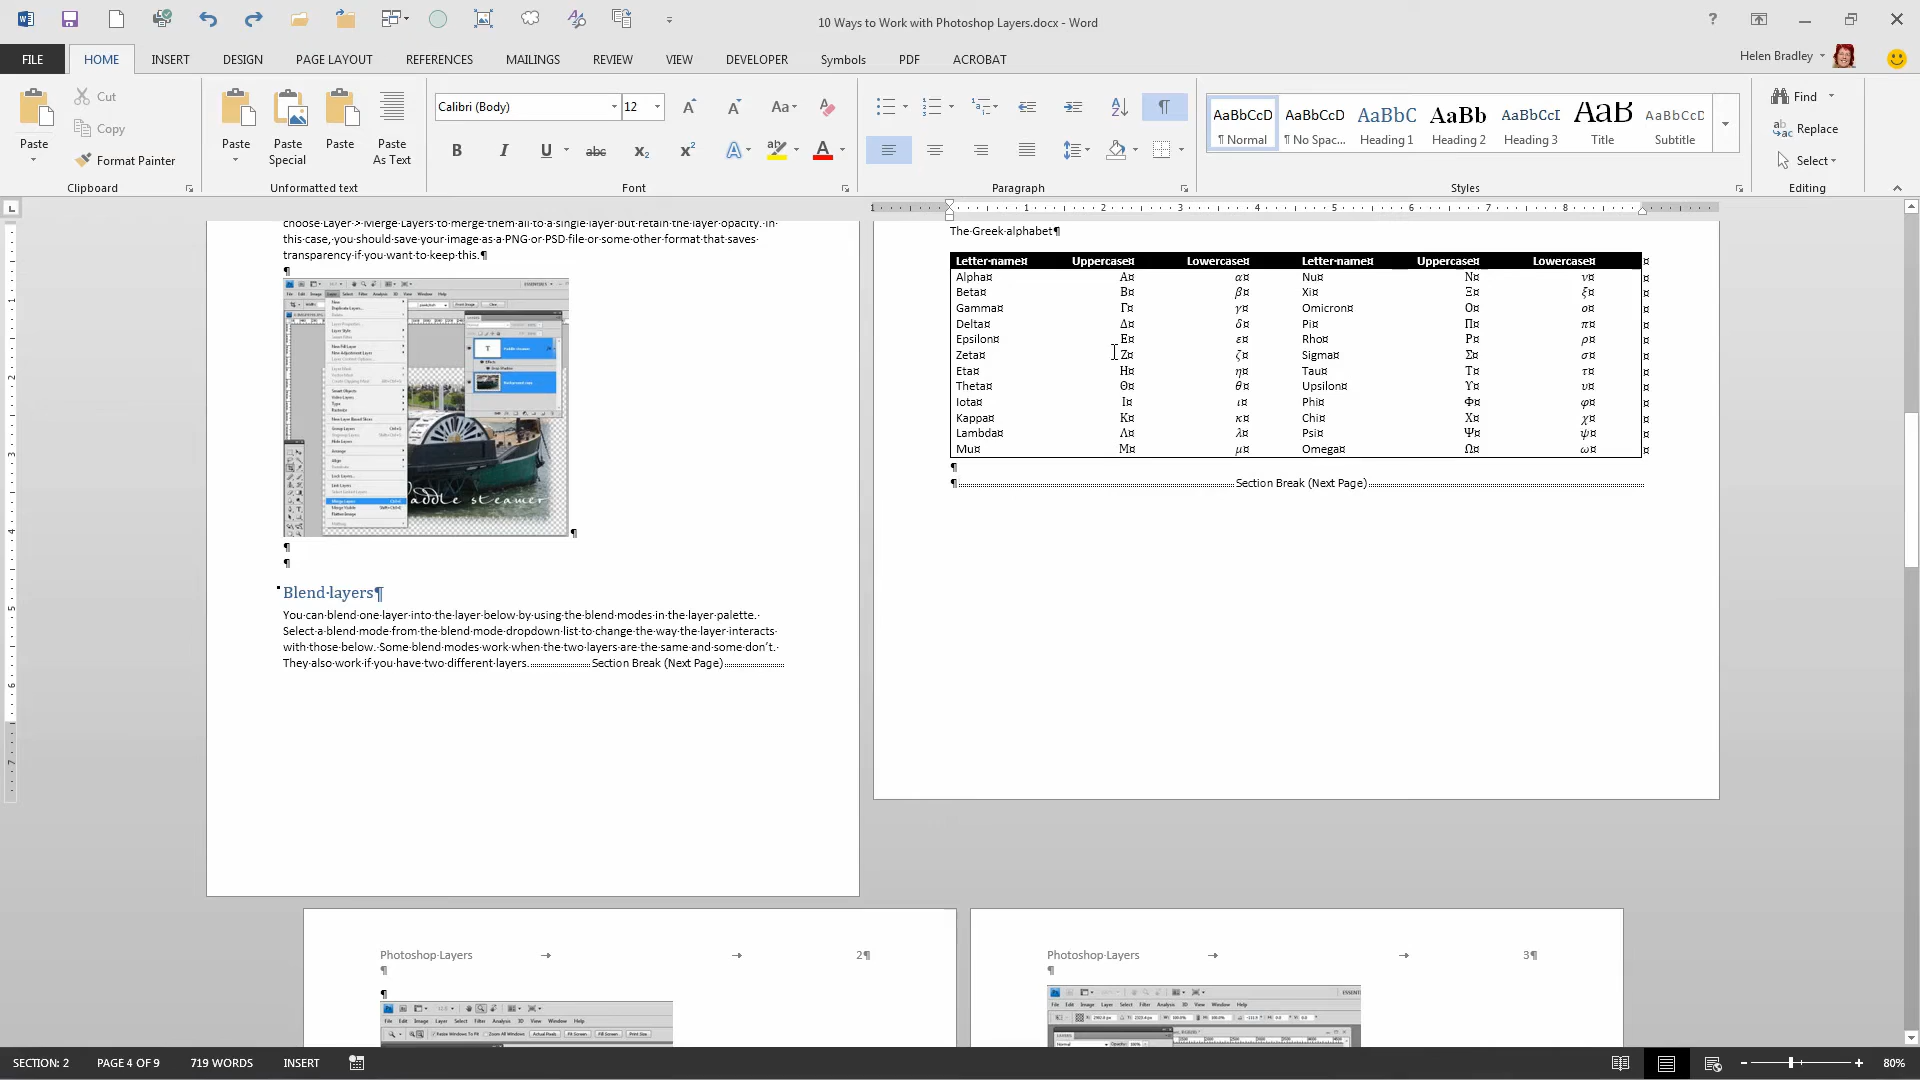 10 Ways to Work with Photoshop Layers.docx - Word
FILE HOME INSERT DESIGN PAGE LAYOUT REFERENCES MAILINGS REVIEW VIEW DEVELOPER Symbols PDF ACROBAT
Helen Bradley
Paste
Cut
Copy
Format Painter
Clipboard
Paste
Paste Special
Paste
Paste As Text
Unformatted text
Calibri (Body) 12
Font
Paragraph
AaBbCcD AaBbCcD AaBbC AaBb AaBbCcI AaB AaBbCcD
¶ Normal ¶ No Spac... Heading 1 Heading 2 Heading 3 Title Subtitle
Styles
Find
Replace
Select
Editing
choose·Layer·>·Merge·Layers·to·merge·them·all·to·a·single·layer·but·retain·the·layer·opacity.·In·
this·case,·you·should·save·your·image·as·a·PNG·or·PSD·file·or·some·other·format·that·saves·
transparency·if·you·want·to·keep·this.¶
¶
paddle steamer
¶
¶
¶
Blend·layers¶
You·can·blend·one·layer·into·the·layer·below·by·using·the·blend·modes·in·the·layer·palette.·
Select·a·blend·mode·from·the·blend·mode·dropdown·list·to·change·the·way·the·layer·interacts·
with·those·below.·Some·blend·modes·work·when·the·two·layers·are·the·same·and·some·don't.·
They·also·work·if·you·have·two·different·layers. Section Break (Next Page)
The·Greek·alphabet¶
Letter·name¤ Uppercase¤ Lowercase¤ Letter·name¤ Uppercase¤ Lowercase¤ ¤
Alpha¤ Α¤ α¤ Nu¤ Ν¤ ν¤ ¤
Beta¤ Β¤ β¤ Xi¤ Ξ¤ ξ¤ ¤
Gamma¤ Γ¤ γ¤ Omicron¤ Ο¤ ο¤ ¤
Delta¤ Δ¤ δ¤ Pi¤ Π¤ π¤ ¤
Epsilon¤ Ε¤ ε¤ Rho¤ Ρ¤ ρ¤ ¤
Zeta¤ Ζ¤ ζ¤ Sigma¤ Σ¤ σ¤ ¤
Eta¤ Η¤ η¤ Tau¤ Τ¤ τ¤ ¤
Theta¤ Θ¤ θ¤ Upsilon¤ Υ¤ υ¤ ¤
Iota¤ Ι¤ ι¤ Phi¤ Φ¤ φ¤ ¤
Kappa¤ Κ¤ κ¤ Chi¤ Χ¤ χ¤ ¤
Lambda¤ Λ¤ λ¤ Psi¤ Ψ¤ ψ¤ ¤
Mu¤ Μ¤ μ¤ Omega¤ Ω¤ ω¤ ¤
¶
¶ Section Break (Next Page)
Photoshop·Layers → → 2¶
¶
¶
Photoshop·Layers → → 3¶
¶
SECTION: 2 PAGE 4 OF 9 719 WORDS INSERT 80%